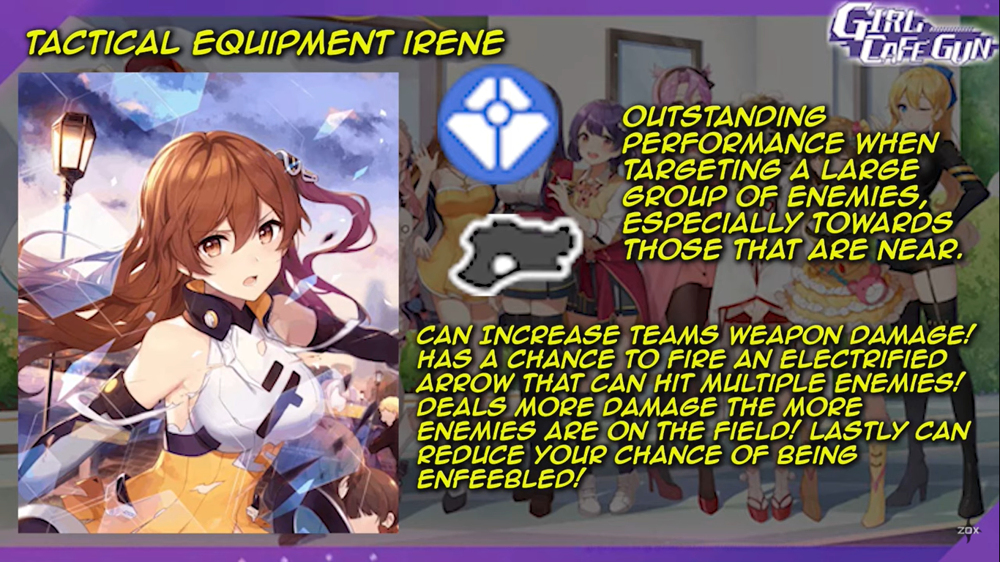 TACTICAL EQUIPMENT IRENE
GIRL
CAFE GUN
OUTSTANDING
PERFORMANCE WHEN
TARGETING A LARGE
GROUP OF ENEMIES,
ESPECIALLY TOWARDS
THOSE THAT ARE NEAR.
CAN INCREASE TEAMS WEAPON DAMAGE!
HAS A CHANCE TO FIRE AN ELECTRIFIED
ARROW THAT CAN HIT MULTIPLE ENEMIES!
DEALS MORE DAMAGE THE MORE
ENEMIES ARE ON THE FIELD! LASTLY CAN
REDUCE YOUR CHANCE OF BEING
ENFEEBLED!
ZOX